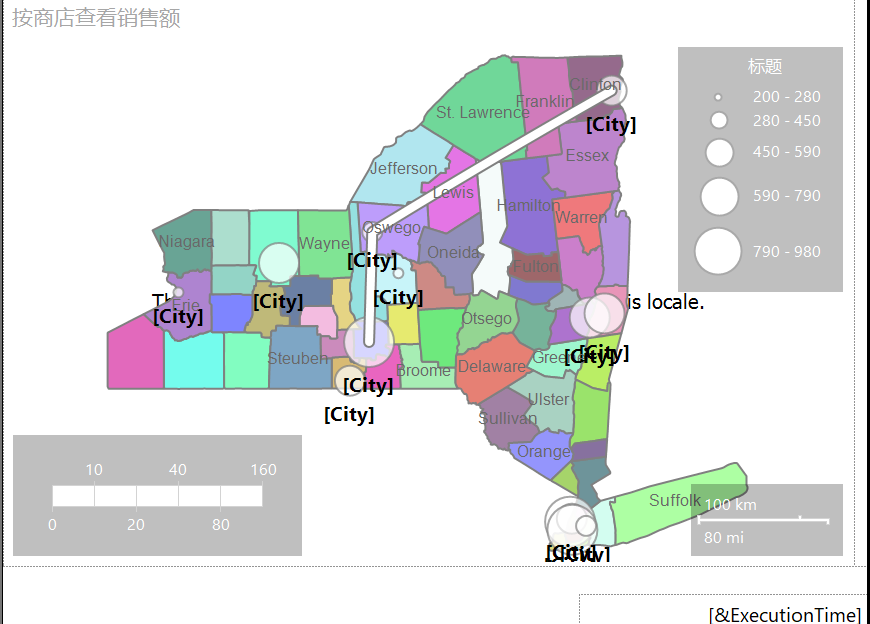 按商店查看销售额
标题
200 - 280
280 - 450
450 - 590
590 - 790
790 - 980
Clinton
Franklin
St. Lawrence
[City]
Essex
Jefferson
Lewis
Hamilton
Warren
Oswego
Niagara
Wayne
Oneida
[City]
Fulton
[City]
[City]
Erie
is locale.
[City]
Otsego
[City]
Greene
Steuben
Delaware
Broome
[City]
[City]
Ulster
Sullivan
Orange
10 40 160
0 20 80
Suffolk
100 km
80 mi
[City]
[&ExecutionTime]